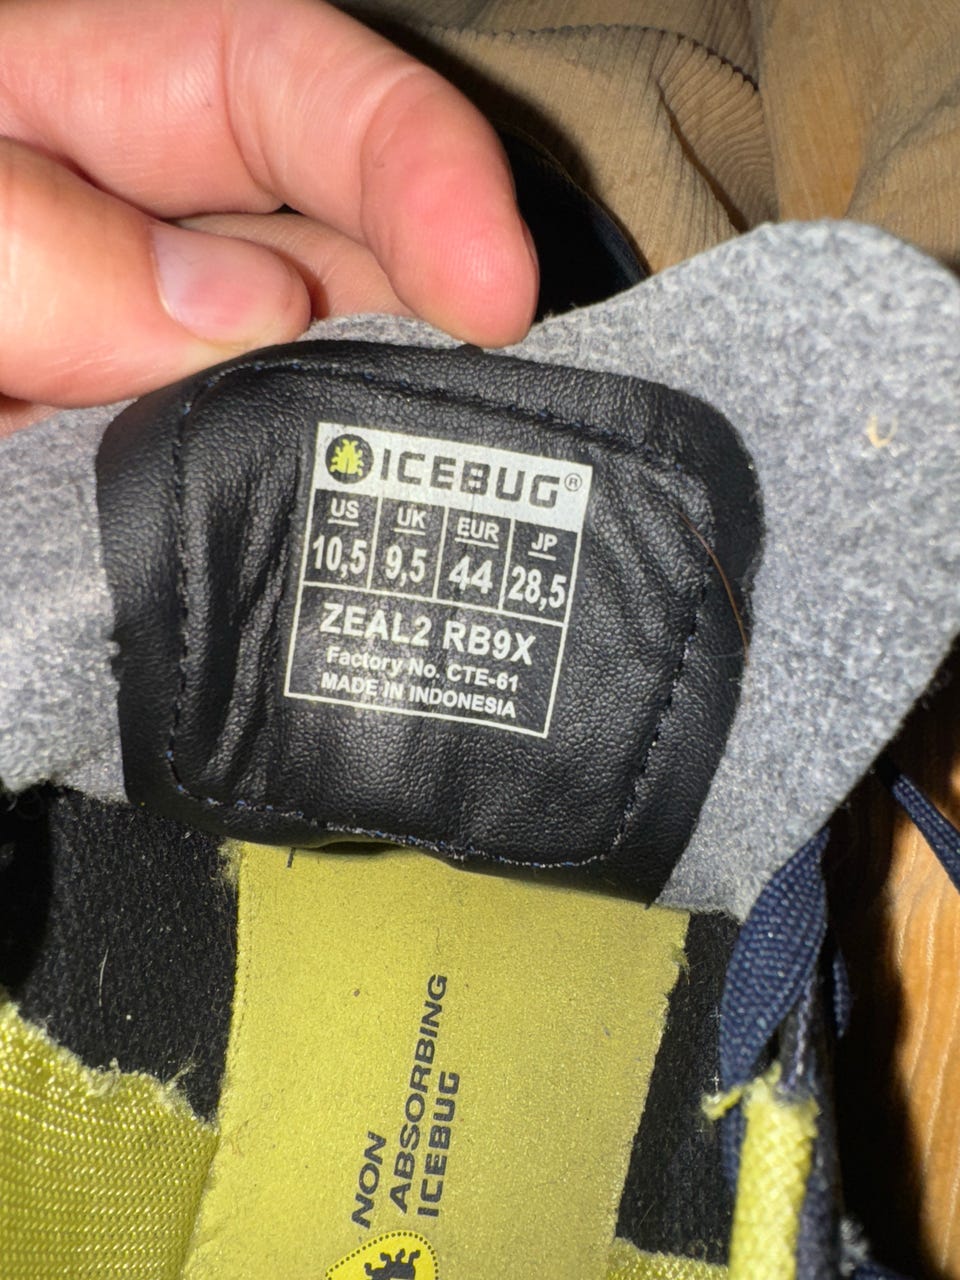 ICEBUG®
US UK EUR JP
10,5 9,5 44 28,5
ZEAL2 RB9X
Factory No. CTE-61
MADE IN INDONESIA
NON
ABSORBING
ICEBUG